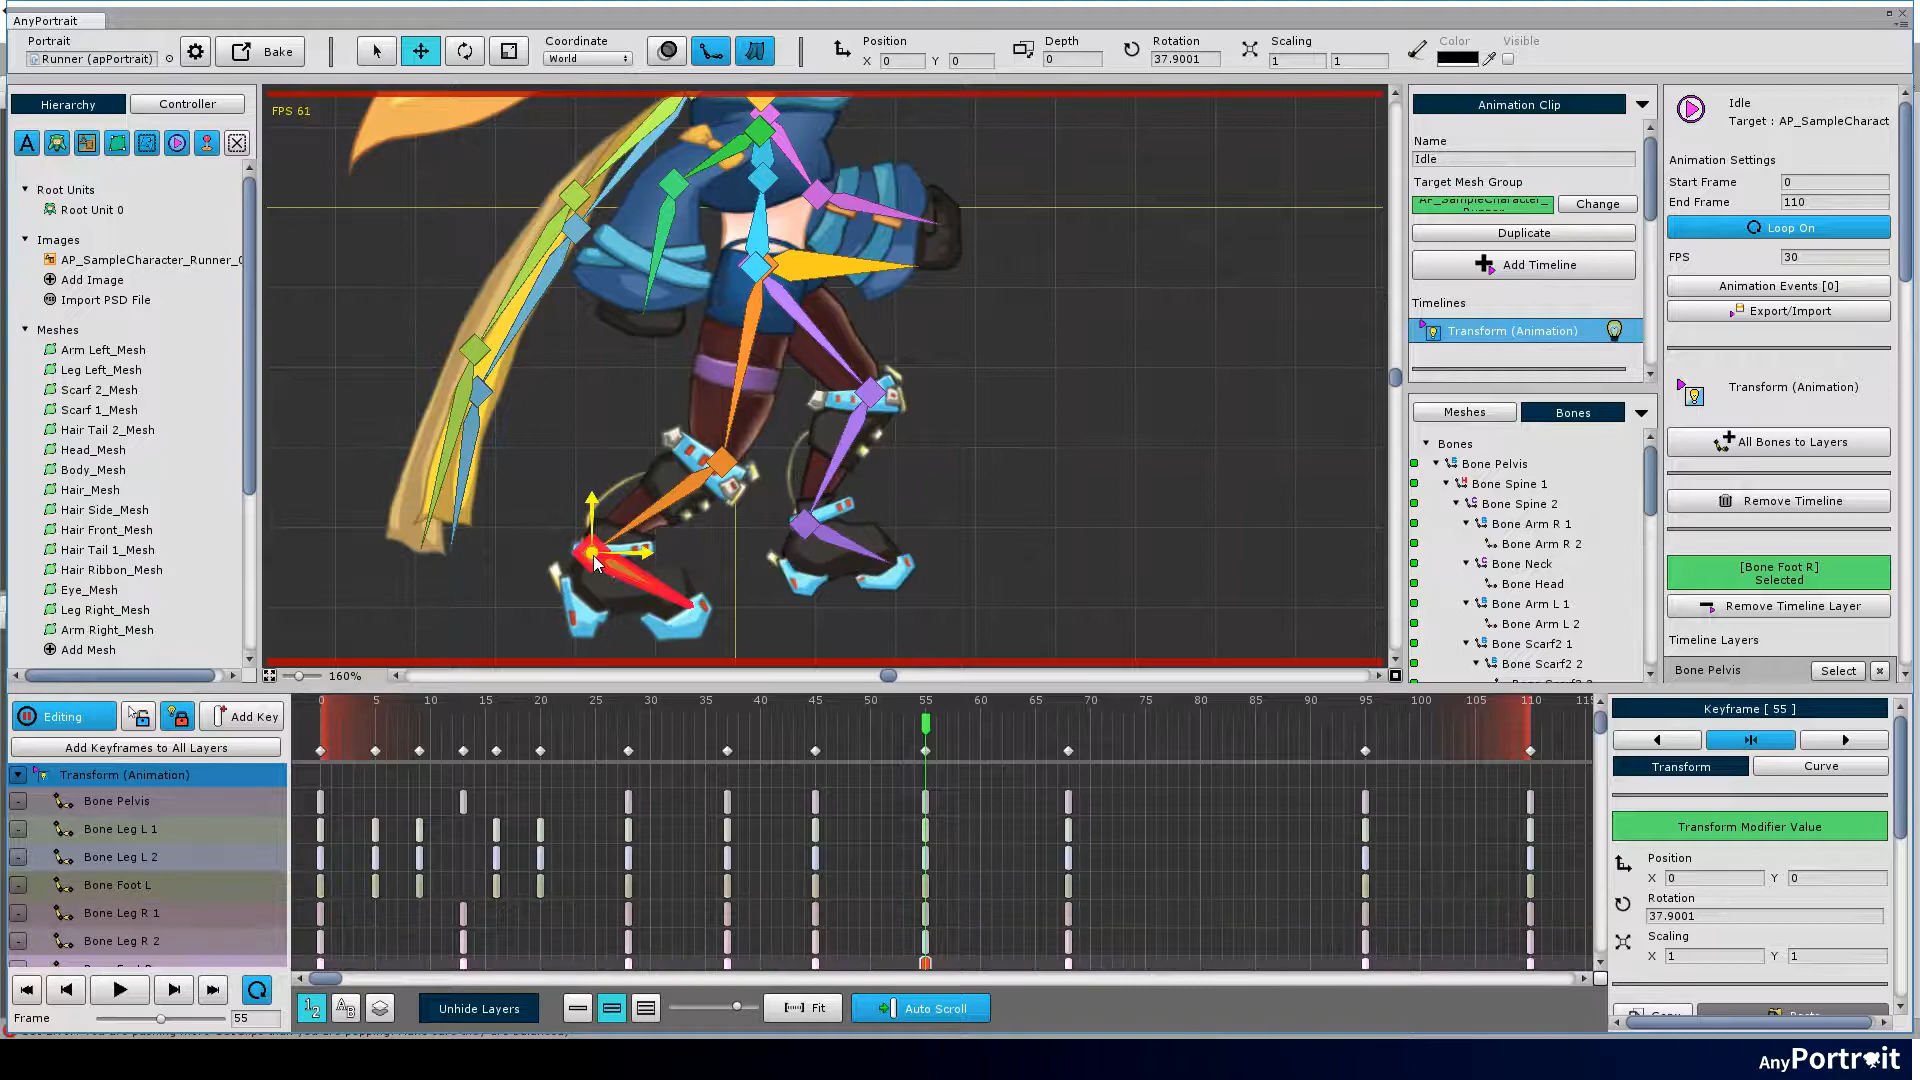 AnyPortrait
Portrait
Runner (apPortrait)
Bake
Coordinate
World
Position
X 0 Y 0
Depth
0
Rotation
37.9001
Scaling
1 1
Color
Visible
Hierarchy
Controller
A
Root Units
Root Unit 0
Images
AP_SampleCharacter_Runner_
Add Image
Import PSD File
Meshes
Arm Left_Mesh
Leg Left_Mesh
Scarf 2_Mesh
Scarf 1_Mesh
Hair Tail 2_Mesh
Head_Mesh
Body_Mesh
Hair_Mesh
Hair Side_Mesh
Hair Front_Mesh
Hair Tail 1_Mesh
Hair Ribbon_Mesh
Eye_Mesh
Leg Right_Mesh
Arm Right_Mesh
Add Mesh
FPS 61
160%
Animation Clip
Name
Idle
Target Mesh Group
AP_SampleCharacter_
Change
Duplicate
Add Timeline
Timelines
Transform (Animation)
Meshes
Bones
Bones
Bone Pelvis
Bone Spine 1
Bone Spine 2
Bone Arm R 1
Bone Arm R 2
Bone Neck
Bone Head
Bone Arm L 1
Bone Arm L 2
Bone Scarf2 1
Bone Scarf2 2
Idle
Target : AP_SampleCharact
Animation Settings
Start Frame 0
End Frame 110
Loop On
FPS 30
Animation Events [0]
Export/Import
Transform (Animation)
All Bones to Layers
Remove Timeline
[Bone Foot R]
Selected
Remove Timeline Layer
Timeline Layers
Bone Pelvis
Select
Editing
Add Key
Add Keyframes to All Layers
Transform (Animation)
Bone Pelvis
Bone Leg L 1
Bone Leg L 2
Bone Foot L
Bone Leg R 1
Bone Leg R 2
0 5 10 15 20 25 30 35 40 45 50 55 60 65 70 75 80 85 90 95 100 105 110 115
Frame
55
Unhide Layers
Fit
Auto Scroll
Keyframe [ 55 ]
Transform
Curve
Transform Modifier Value
Position
X 0 Y 0
Rotation
37.9001
Scaling
X 1 Y 1
AnyPortrait